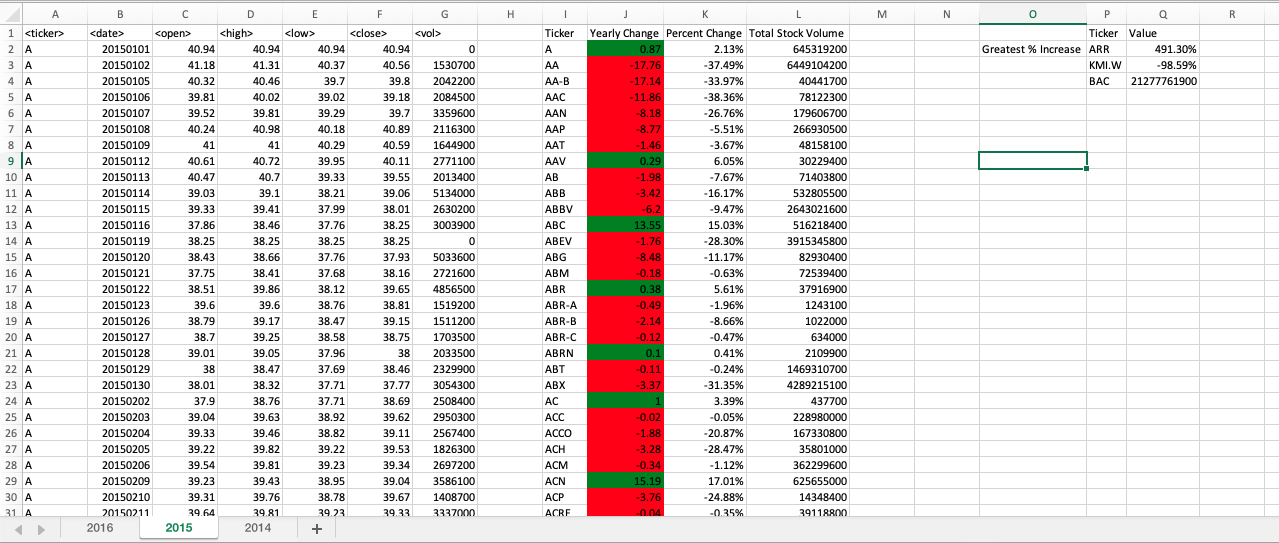 A B C D E F G H I J K L M N O P Q R
1 <ticker> <date> <open> <high> <low> <close> <vol> Ticker Yearly Change Percent Change Total Stock Volume Ticker Value
2 A 20150101 40.94 40.94 40.94 40.94 0 A 0.87 2.13% 645319200 Greatest % Increase ARR 491.30%
3 A 20150102 41.18 41.31 40.37 40.56 1530700 AA -17.76 -37.49% 6449104200 KMI.W -98.59%
4 A 20150105 40.32 40.46 39.7 39.8 2042200 AA-B -17.14 -33.97% 40441700 BAC 21277761900
5 A 20150106 39.81 40.02 39.02 39.18 2084500 AAC -11.86 -38.36% 78122300
6 A 20150107 39.52 39.81 39.29 39.7 3359600 AAN -8.18 -26.76% 179606700
7 A 20150108 40.24 40.98 40.18 40.89 2116300 AAP -8.77 -5.51% 266930500
8 A 20150109 41 41 40.29 40.59 1644900 AAT -1.46 -3.67% 48158100
9 A 20150112 40.61 40.72 39.95 40.11 2771100 AAV 0.29 6.05% 30229400
10 A 20150113 40.47 40.7 39.33 39.55 2013400 AB -1.98 -7.67% 71403800
11 A 20150114 39.03 39.1 38.21 39.06 5134000 ABB -3.42 -16.17% 532805500
12 A 20150115 39.33 39.41 37.99 38.01 2630200 ABBV -6.2 -9.47% 2643021600
13 A 20150116 37.86 38.46 37.76 38.25 3003900 ABC 13.55 15.03% 516218400
14 A 20150119 38.25 38.25 38.25 38.25 0 ABEV -1.76 -28.30% 3915345800
15 A 20150120 38.43 38.66 37.76 37.93 5033600 ABG -8.48 -11.17% 82930400
16 A 20150121 37.75 38.41 37.68 38.16 2721600 ABM -0.18 -0.63% 72539400
17 A 20150122 38.51 39.86 38.12 39.65 4856500 ABR 0.38 5.61% 37916900
18 A 20150123 39.6 39.6 38.76 38.81 1519200 ABR-A -0.49 -1.96% 1243100
19 A 20150126 38.79 39.17 38.47 39.15 1511200 ABR-B -2.14 -8.66% 1022000
20 A 20150127 38.7 39.25 38.58 38.75 1703500 ABR-C -0.12 -0.47% 634000
21 A 20150128 39.01 39.05 37.96 38 2033500 ABRN 0.1 0.41% 2109900
22 A 20150129 38 38.47 37.69 38.46 2329900 ABT -0.11 -0.24% 1469310700
23 A 20150130 38.01 38.32 37.71 37.77 3054300 ABX -3.37 -31.35% 4289215100
24 A 20150202 37.9 38.76 37.71 38.69 2508400 AC 1 3.39% 437700
25 A 20150203 39.04 39.63 38.92 39.62 2950300 ACC -0.02 -0.05% 228980000
26 A 20150204 39.33 39.46 38.82 39.11 2567400 ACCO -1.88 -20.87% 167330800
27 A 20150205 39.22 39.82 39.22 39.53 1826300 ACH -3.28 -28.47% 35801000
28 A 20150206 39.54 39.81 39.23 39.34 2697200 ACM -0.34 -1.12% 362299600
29 A 20150209 39.23 39.43 38.95 39.04 3586100 ACN 15.19 17.01% 625655000
30 A 20150210 39.31 39.76 38.78 39.67 1408700 ACP -3.76 -24.88% 14348400
31 A 20150211 39.64 39.81 39.23 39.33 3337000 ACRE -0.04 -0.35% 39118800
2016 2015 2014 +